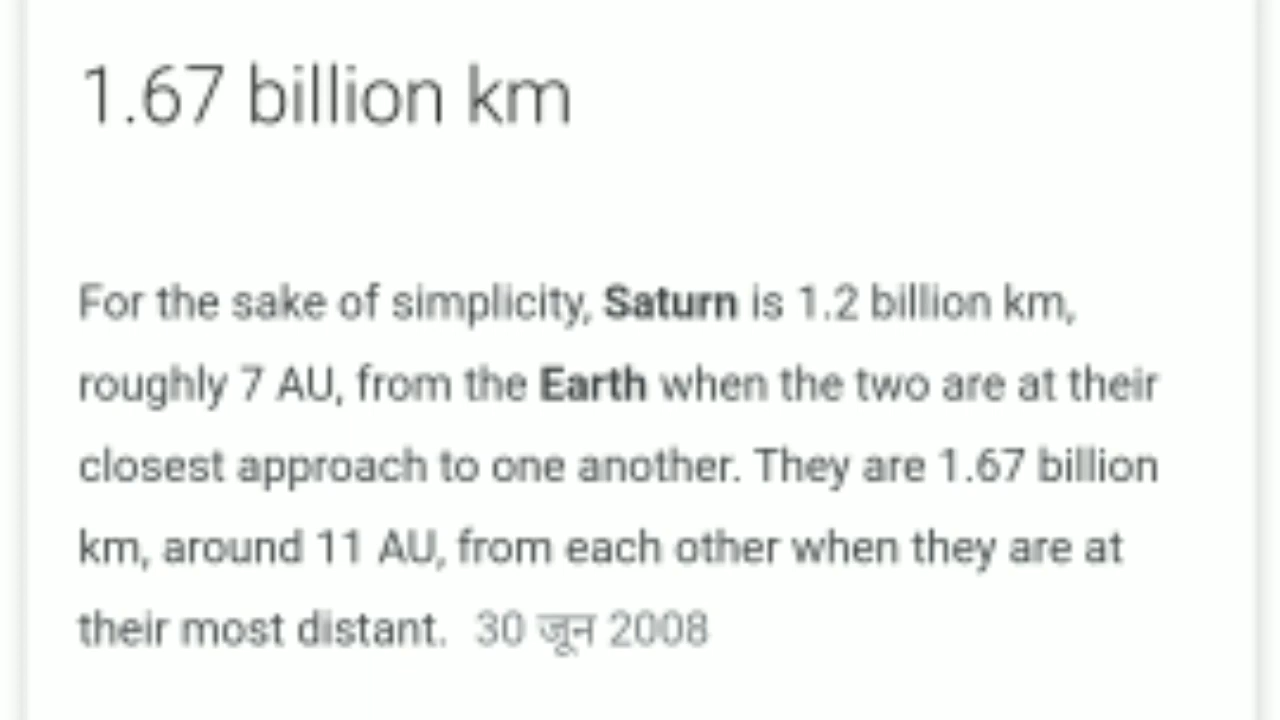 1.67 billion km
For the sake of simplicity, Saturn is 1.2 billion km,
roughly 7 AU, from the Earth when the two are at their
closest approach to one another. They are 1.67 billion
km, around 11 AU, from each other when they are at
their most distant. 30 जून 2008